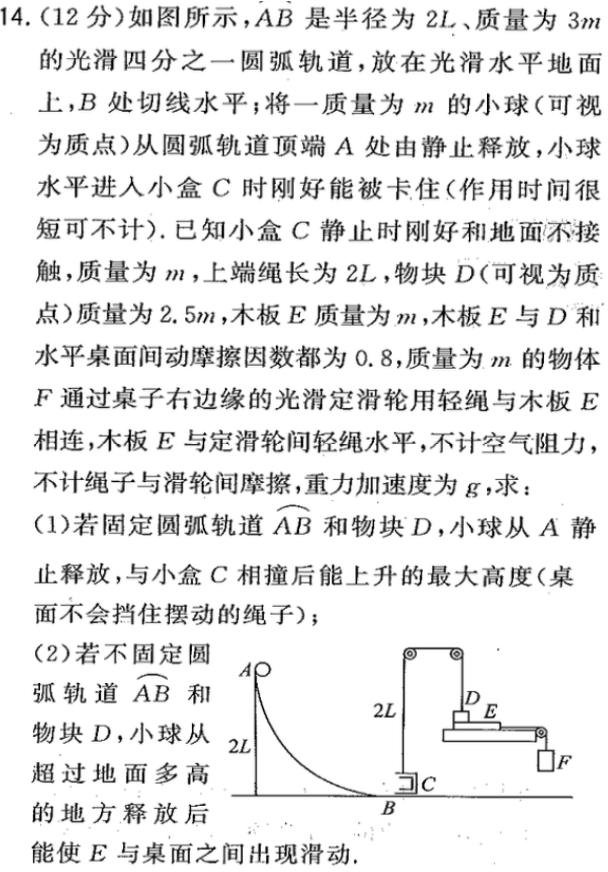 14. (12 分)如图所示,AB 是半径为 2L、质量为 3m
的光滑四分之一圆弧轨道,放在光滑水平地面
上,B 处切线水平;将一质量为 m 的小球(可视
为质点)从圆弧轨道顶端 A 处由静止释放,小球
水平进入小盒 C 时刚好能被卡住(作用时间很
短可不计). 已知小盒 C 静止时刚好和地面不接
触,质量为 m,上端绳长为 2L,物块 D(可视为质
点)质量为 2.5m,木板 E 质量为 m,木板 E 与 D 和
水平桌面间动摩擦因数都为 0.8,质量为 m 的物体
F 通过桌子右边缘的光滑定滑轮用轻绳与木板 E
相连,木板 E 与定滑轮间轻绳水平,不计空气阻力,
不计绳子与滑轮间摩擦,重力加速度为 g,求:
(1)若固定圆弧轨道 AB 和物块 D,小球从 A 静
止释放,与小盒 C 相撞后能上升的最大高度(桌
面不会挡住摆动的绳子);
(2)若不固定圆
弧轨道 AB 和
物块 D,小球从
超过地面多高
的地方释放后
能使 E 与桌面之间出现滑动.
A
2L
B
2L
C
D
E
F